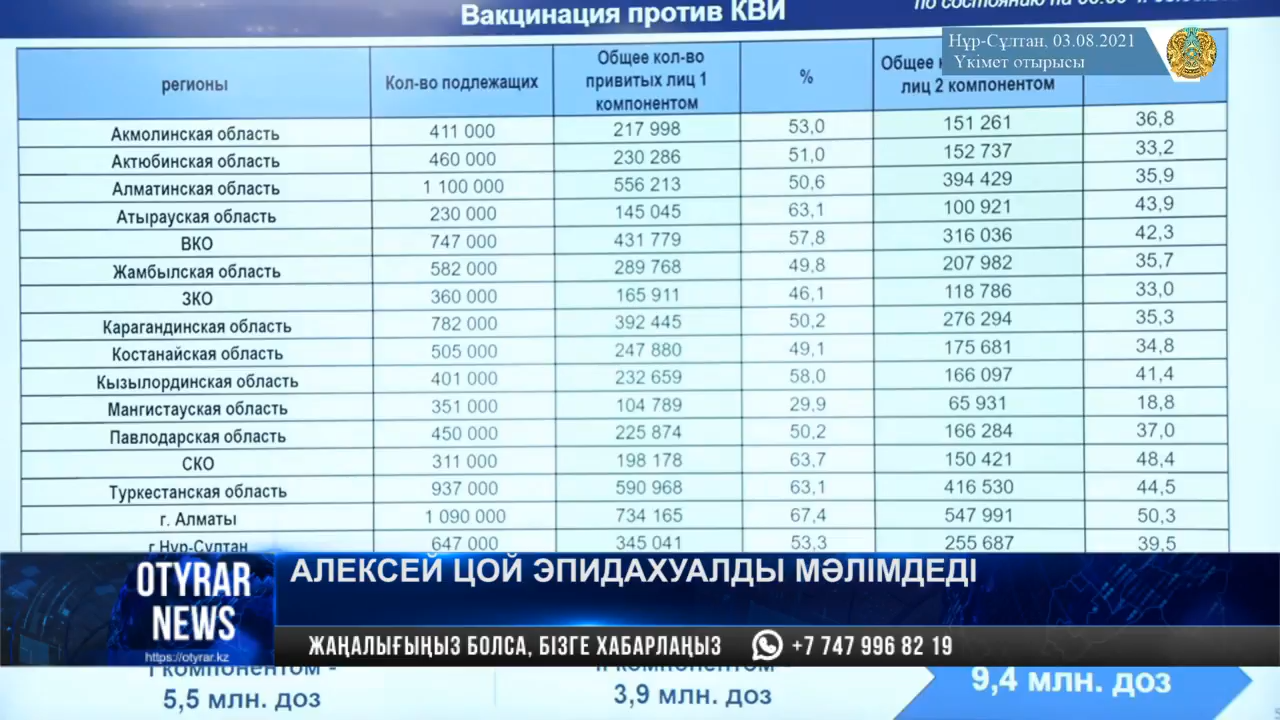 Вакцинация против КВИ
по состоянию на
Нұр-Сұлтан, 03.08.2021
Үкімет отырысы
регионы
Кол-во подлежащих
Общее кол-во
привитых лиц 1
компонентом
%
Общее
лиц 2 компонентом
Акмолинская область 411 000 217 998 53,0 151 261 36,8
Актюбинская область 460 000 230 286 51,0 152 737 33,2
Алматинская область 1 100 000 556 213 50,6 394 429 35,9
Атырауская область 230 000 145 045 63,1 100 921 43,9
ВКО 747 000 431 779 57,8 316 036 42,3
Жамбылская область 582 000 289 768 49,8 207 982 35,7
ЗКО 360 000 165 911 46,1 118 786 33,0
Карагандинская область 782 000 392 445 50,2 276 294 35,3
Костанайская область 505 000 247 880 49,1 175 681 34,8
Кызылординская область 401 000 232 659 58,0 166 097 41,4
Мангистауская область 351 000 104 789 29,9 65 931 18,8
Павлодарская область 450 000 225 874 50,2 166 284 37,0
СКО 311 000 198 178 63,7 150 421 48,4
Туркестанская область 937 000 590 968 63,1 416 530 44,5
г. Алматы 1 090 000 734 165 67,4 547 991 50,3
г.Нур-Султан 647 000 345 041 53,3 255 687 39,5
OTYRAR
NEWS
https://otyrar.kz
АЛЕКСЕЙ ЦОЙ ЭПИДАХУАЛДЫ МӘЛІМДЕДІ
ЖАҢАЛЫҒЫҢЫЗ БОЛСА, БІЗГЕ ХАБАРЛАҢЫЗ +7 747 996 82 19
I компонентом -
5,5 млн. доз
II компонентом -
3,9 млн. доз
9,4 млн. доз